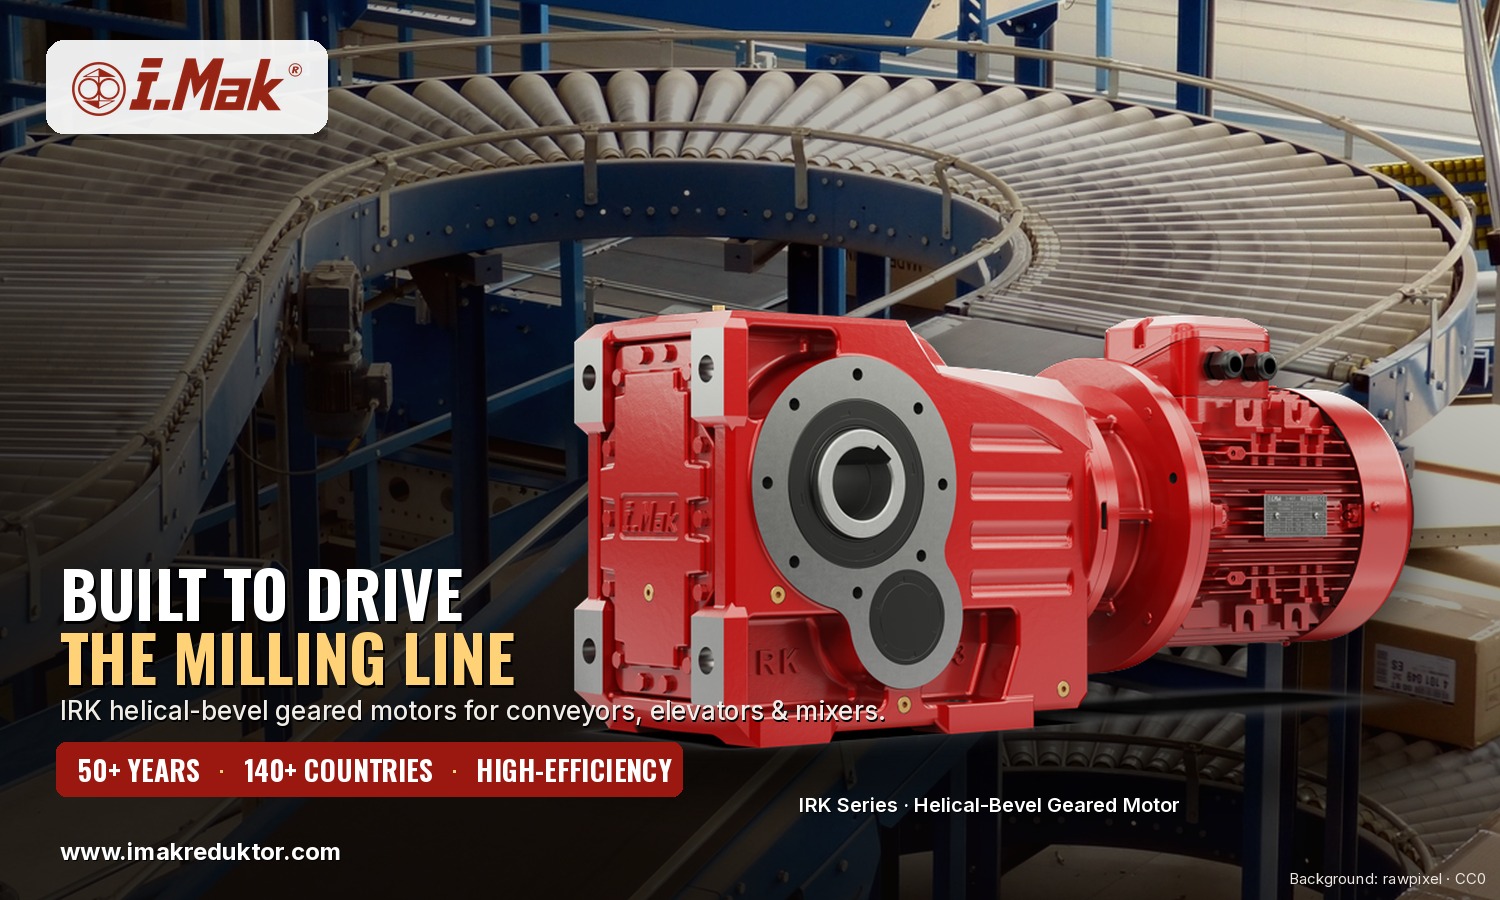 i.Mak®
i.Mak
RK
BUILT TO DRIVE
THE MILLING LINE
IRK helical-bevel geared motors for conveyors, elevators & mixers.
50+ YEARS · 140+ COUNTRIES · HIGH-EFFICIENCY
IRK Series · Helical-Bevel Geared Motor
www.imakreduktor.com
Background: rawpixel · CC0